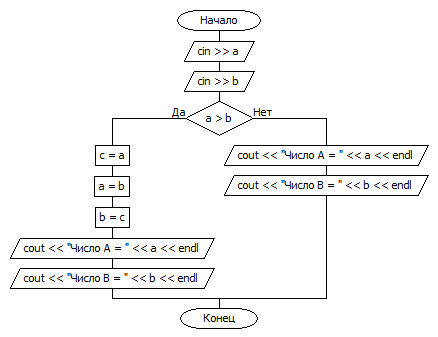 Начало
cin >> a
cin >> b
a > b
Да
Нет
c = a
a = b
b = c
cout << "Число A = " << a << endl
cout << "Число B = " << b << endl
cout << "Число A = " << a << endl
cout << "Число B = " << b << endl
Конец